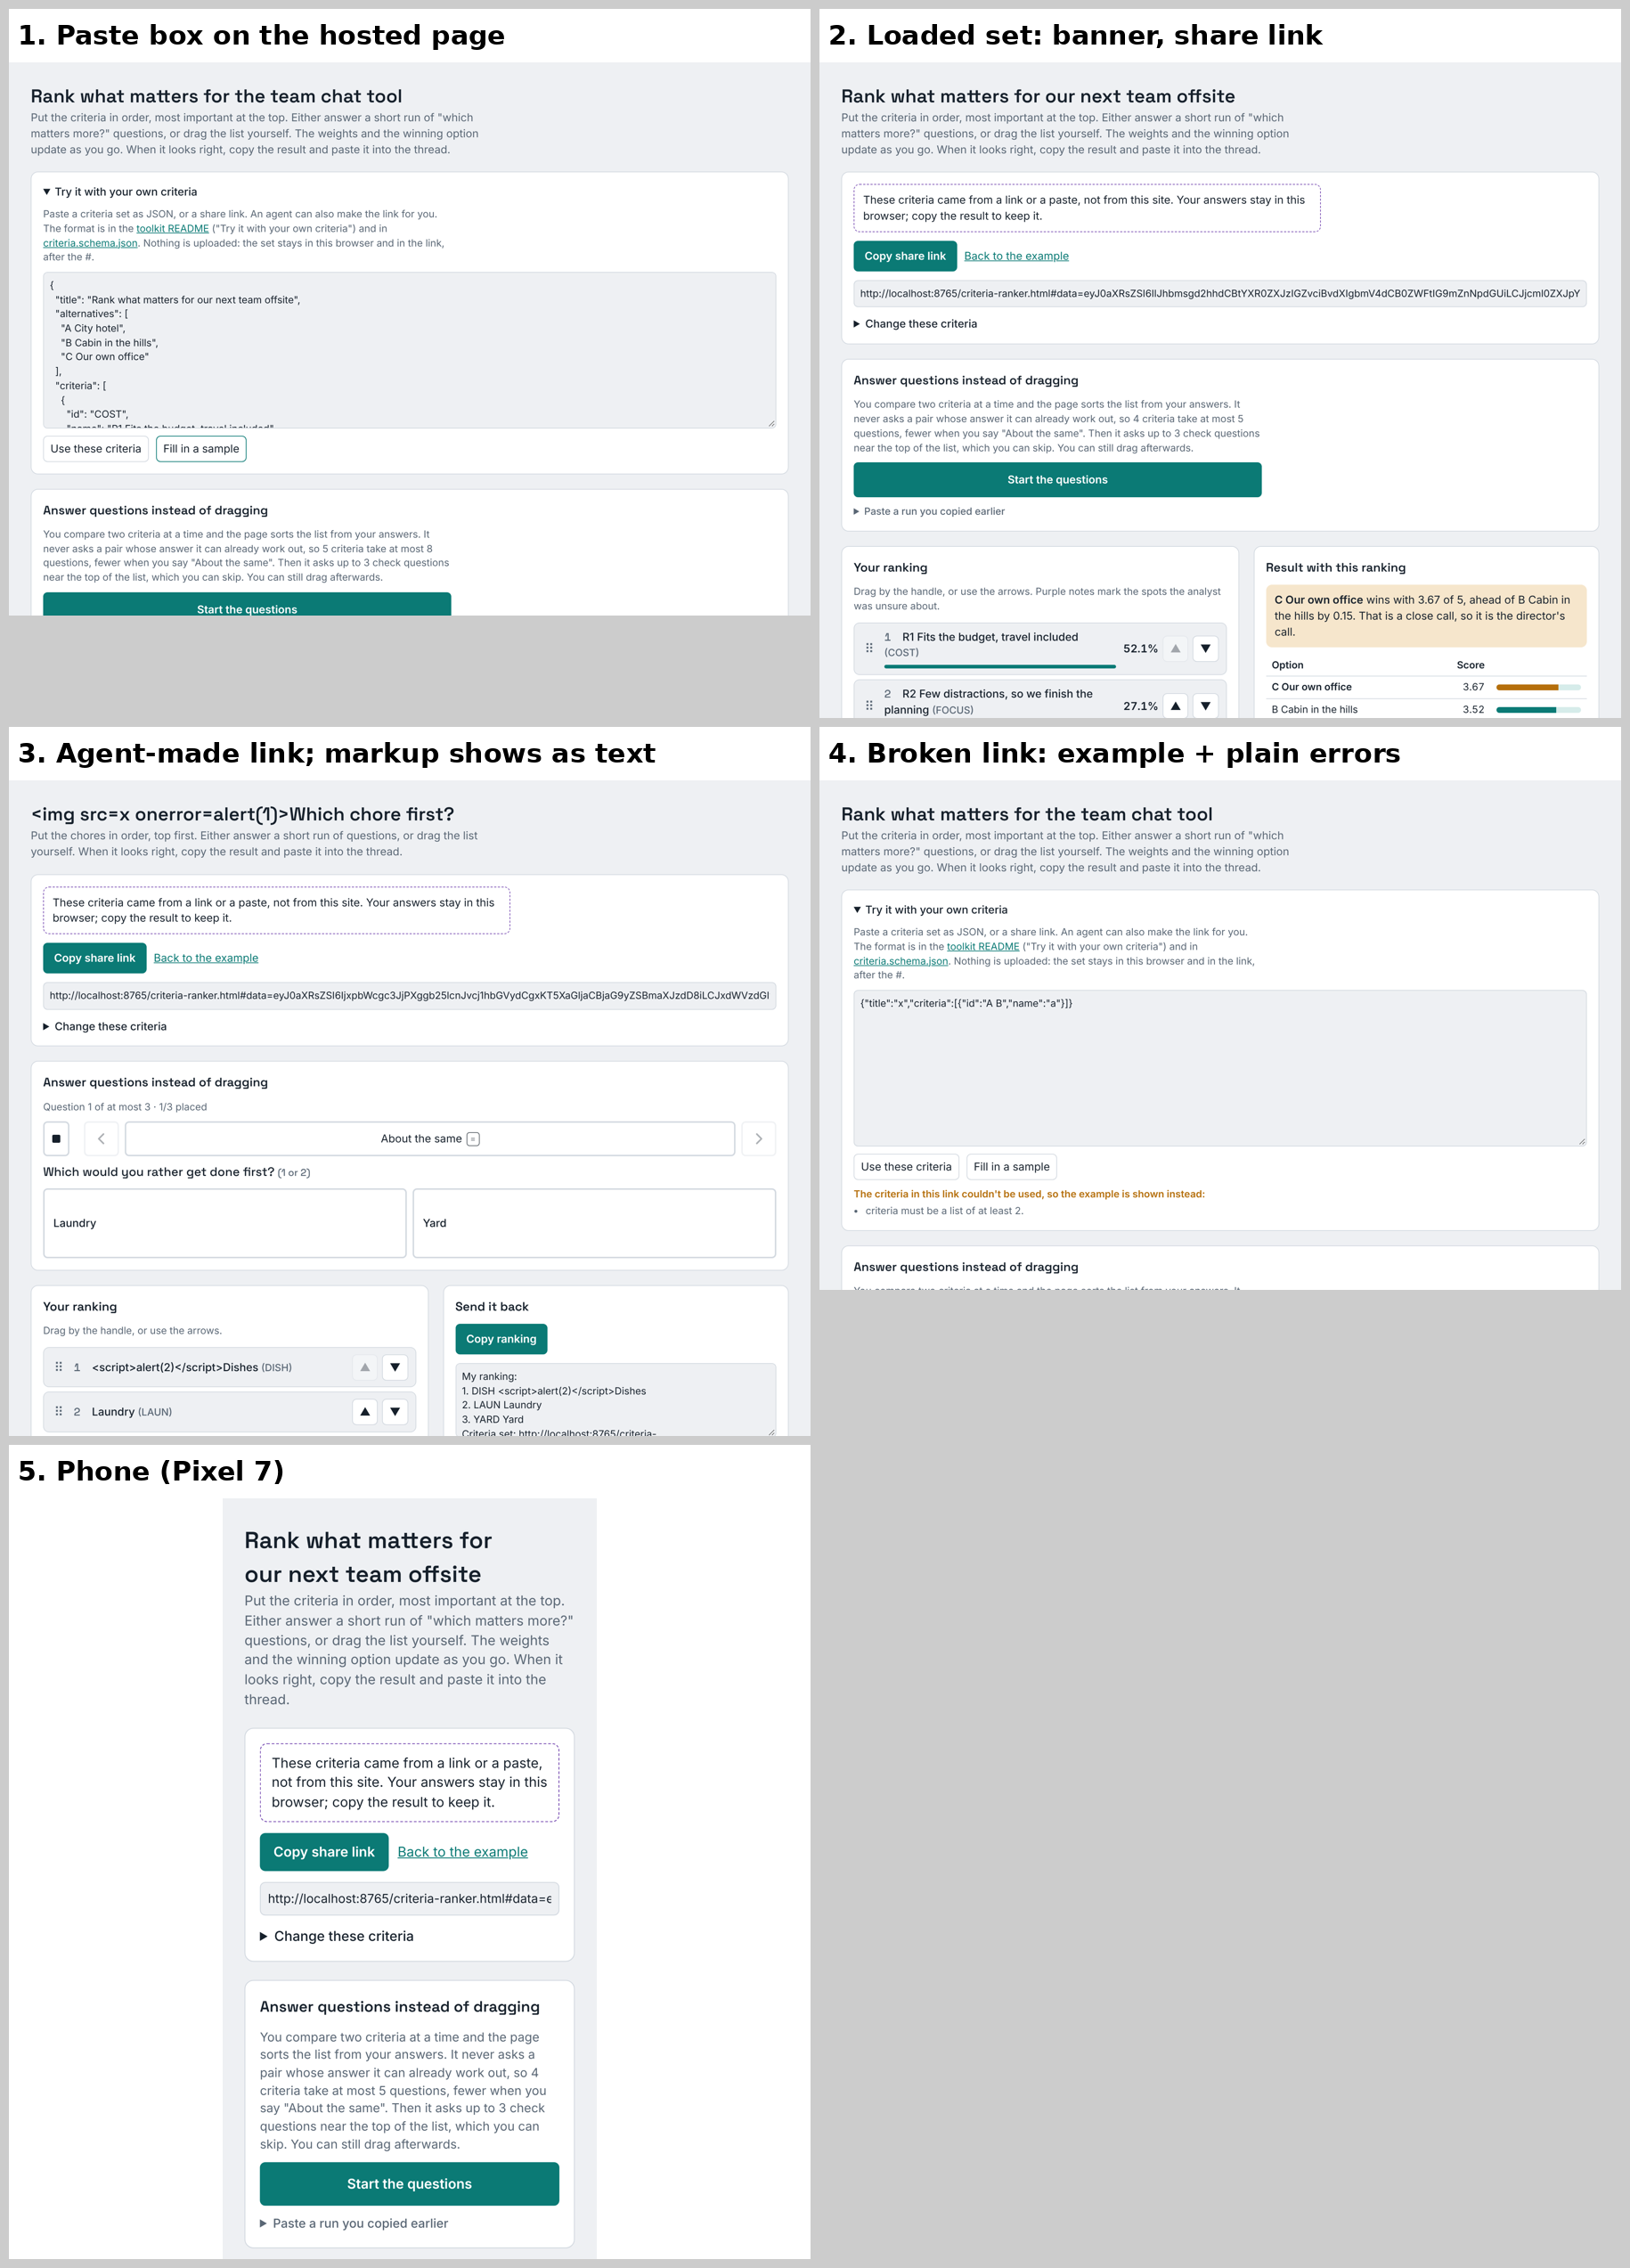 1. Paste box on the hosted page
Rank what matters for the team chat tool
Put the criteria in order, most important at the top. Either answer a short run of "which
matters more?" questions, or drag the list yourself. The weights and the winning option
update as you go. When it looks right, copy the result and paste it into the thread.
▼ Try it with your own criteria
Paste a criteria set as JSON, or a share link. An agent can also make the link for you.
The format is in the toolkit README ("Try it with your own criteria") and in
criteria.schema.json. Nothing is uploaded: the set stays in this browser and in the link,
after the #.
{
"title": "Rank what matters for our next team offsite",
"alternatives": [
"A City hotel",
"B Cabin in the hills",
"C Our own office"
],
"criteria": [
{
"id": "COST",
"name": "R1 Fits the budget, travel included"
Use these criteria
Fill in a sample
Answer questions instead of dragging
You compare two criteria at a time and the page sorts the list from your answers. It
never asks a pair whose answer it can already work out, so 5 criteria take at most 8
questions, fewer when you say "About the same". Then it asks up to 3 check questions
near the top of the list, which you can skip. You can still drag afterwards.
Start the questions
2. Loaded set: banner, share link
Rank what matters for our next team offsite
Put the criteria in order, most important at the top. Either answer a short run of "which
matters more?" questions, or drag the list yourself. The weights and the winning option
update as you go. When it looks right, copy the result and paste it into the thread.
These criteria came from a link or a paste, not from this site. Your answers stay in this
browser; copy the result to keep it.
Copy share link
Back to the example
▶ Change these criteria
Answer questions instead of dragging
You compare two criteria at a time and the page sorts the list from your answers. It
never asks a pair whose answer it can already work out, so 4 criteria take at most 5
questions, fewer when you say "About the same". Then it asks up to 3 check questions
near the top of the list, which you can skip. You can still drag afterwards.
Start the questions
▶ Paste a run you copied earlier
Your ranking
Drag by the handle, or use the arrows. Purple notes mark the spots the analyst
was unsure about.
1 R1 Fits the budget, travel included
(COST)
52.1% ▲ ▼
2 R2 Few distractions, so we finish the
planning (FOCUS)
27.1% ▲ ▼
Result with this ranking
C Our own office wins with 3.67 of 5, ahead of B Cabin in
the hills by 0.15. That is a close call, so it is the director's
call.
Option Score
C Our own office 3.67
B Cabin in the hills 3.52
3. Agent-made link; markup shows as text
<img src=x onerror=alert(1)>Which chore first?
Put the chores in order, top first. Either answer a short run of questions, or drag the list
yourself. When it looks right, copy the result and paste it into the thread.
These criteria came from a link or a paste, not from this site. Your answers stay in this
browser; copy the result to keep it.
Copy share link
Back to the example
▶ Change these criteria
Answer questions instead of dragging
Question 1 of at most 3 · 1/3 placed
About the same =
Which would you rather get done first? (1 or 2)
Laundry
Yard
Your ranking
Drag by the handle, or use the arrows.
1 <script>alert(2)</script>Dishes (DISH) ▲ ▼
2 Laundry (LAUN) ▲ ▼
Send it back
Copy ranking
My ranking:
1. DISH <script>alert(2)</script>Dishes
2. LAUN Laundry
3. YARD Yard
Criteria set: http://localhost:8765/criteria-
4. Broken link: example + plain errors
Rank what matters for the team chat tool
Put the criteria in order, most important at the top. Either answer a short run of "which
matters more?" questions, or drag the list yourself. The weights and the winning option
update as you go. When it looks right, copy the result and paste it into the thread.
▼ Try it with your own criteria
Paste a criteria set as JSON, or a share link. An agent can also make the link for you.
The format is in the toolkit README ("Try it with your own criteria") and in
criteria.schema.json. Nothing is uploaded: the set stays in this browser and in the link,
after the #.
{"title":"x","criteria":[{"id":"A B","name":"a"}]}
Use these criteria
Fill in a sample
The criteria in this link couldn't be used, so the example is shown instead:
• criteria must be a list of at least 2.
Answer questions instead of dragging
5. Phone (Pixel 7)
Rank what matters for
our next team offsite
Put the criteria in order, most important at the top.
Either answer a short run of "which matters more?"
questions, or drag the list yourself. The weights
and the winning option update as you go. When it
looks right, copy the result and paste it into the
thread.
These criteria came from a link or a paste,
not from this site. Your answers stay in this
browser; copy the result to keep it.
Copy share link
Back to the example
http://localhost:8765/criteria-ranker.html#data=e
▶ Change these criteria
Answer questions instead of dragging
You compare two criteria at a time and the page
sorts the list from your answers. It never asks a
pair whose answer it can already work out, so 4
criteria take at most 5 questions, fewer when you
say "About the same". Then it asks up to 3 check
questions near the top of the list, which you can
skip. You can still drag afterwards.
Start the questions
▶ Paste a run you copied earlier